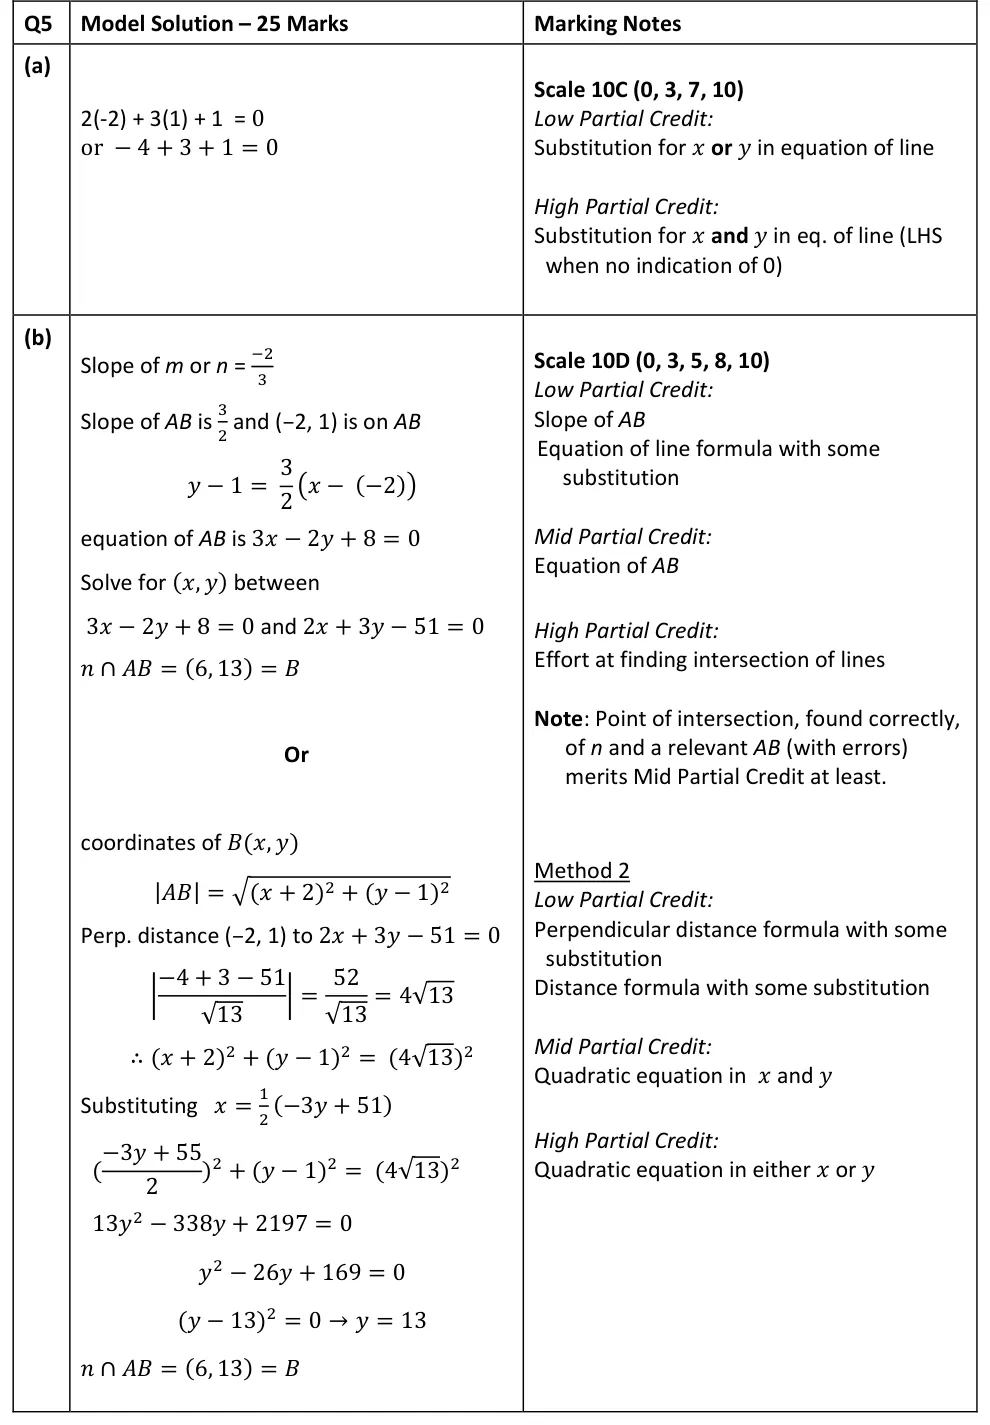 Q5 Model Solution – 25 Marks Marking Notes
(a)
2(-2) + 3(1) + 1 = 0
or − 4 + 3 + 1 = 0
Scale 10C (0, 3, 7, 10)
Low Partial Credit:
Substitution for x or y in equation of line
High Partial Credit:
Substitution for x and y in eq. of line (LHS
when no indication of 0)
(b)
Slope of m or n = −2/3
Slope of AB is 3/2 and (−2, 1) is on AB
y − 1 = 3/2 (x − (−2))
equation of AB is 3x − 2y + 8 = 0
Solve for (x, y) between
3x − 2y + 8 = 0 and 2x + 3y − 51 = 0
n ∩ AB = (6, 13) = B
Or
coordinates of B(x, y)
|AB| = √((x + 2)² + (y − 1)²)
Perp. distance (−2, 1) to 2x + 3y − 51 = 0
|(−4 + 3 − 51)/√13| = 52/√13 = 4√13
∴ (x + 2)² + (y − 1)² = (4√13)²
Substituting x = 1/2 (−3y + 51)
((−3y + 55)/2)² + (y − 1)² = (4√13)²
13y² − 338y + 2197 = 0
y² − 26y + 169 = 0
(y − 13)² = 0 → y = 13
n ∩ AB = (6, 13) = B
Scale 10D (0, 3, 5, 8, 10)
Low Partial Credit:
Slope of AB
Equation of line formula with some
substitution
Mid Partial Credit:
Equation of AB
High Partial Credit:
Effort at finding intersection of lines
Note: Point of intersection, found correctly,
of n and a relevant AB (with errors)
merits Mid Partial Credit at least.
Method 2
Low Partial Credit:
Perpendicular distance formula with some
substitution
Distance formula with some substitution
Mid Partial Credit:
Quadratic equation in x and y
High Partial Credit:
Quadratic equation in either x or y